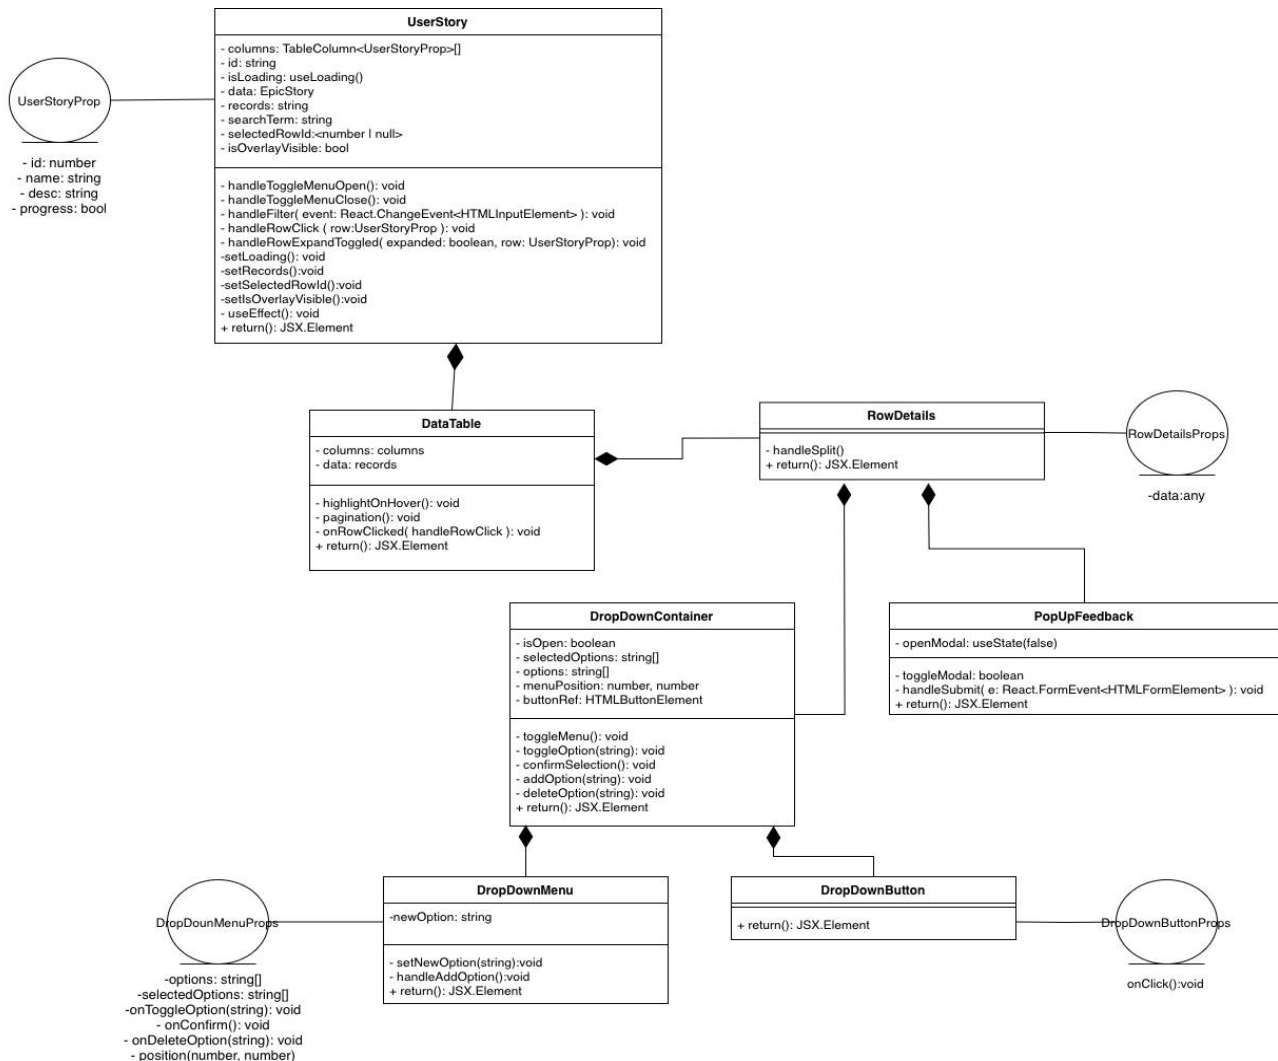 UserStory
- columns: TableColumn<UserStoryProp>[]
- id: string
- isLoading: useLoading()
- data: EpicStory
- records: string
- searchTerm: string
- selectedRowId:<number | null>
- isOverlayVisible: bool
- handleToggleMenuOpen(): void
- handleToggleMenuClose(): void
- handleFilter( event: React.ChangeEvent<HTMLInputElement> ): void
- handleRowClick ( row:UserStoryProp ): void
- handleRowExpandToggled( expanded: boolean, row: UserStoryProp): void
-setLoading(): void
-setRecords():void
-setSelectedRowId():void
-setIsOverlayVisible():void
- useEffect(): void
+ return(): JSX.Element
UserStoryProp
- id: number
- name: string
- desc: string
- progress: bool
DataTable
- columns: columns
- data: records
- highlightOnHover(): void
- pagination(): void
- onRowClicked( handleRowClick ): void
+ return(): JSX.Element
RowDetails
- handleSplit()
+ return(): JSX.Element
RowDetailsProps
-data:any
DropDownContainer
- isOpen: boolean
- selectedOptions: string[]
- options: string[]
- menuPosition: number, number
- buttonRef: HTMLButtonElement
- toggleMenu(): void
- toggleOption(string): void
- confirmSelection(): void
- addOption(string): void
- deleteOption(string): void
+ return(): JSX.Element
PopUpFeedback
- openModal: useState(false)
- toggleModal: boolean
- handleSubmit( e: React.FormEvent<HTMLFormElement> ): void
+ return(): JSX.Element
DropDounMenuProps
-options: string[]
-selectedOptions: string[]
-onToggleOption(string): void
- onConfirm(): void
- onDeleteOption(string): void
- position(number, number)
DropDownMenu
-newOption: string
- setNewOption(string):void
- handleAddOption():void
+ return(): JSX.Element
DropDownButton
+ return(): JSX.Element
DropDownButtonProps
onClick():void